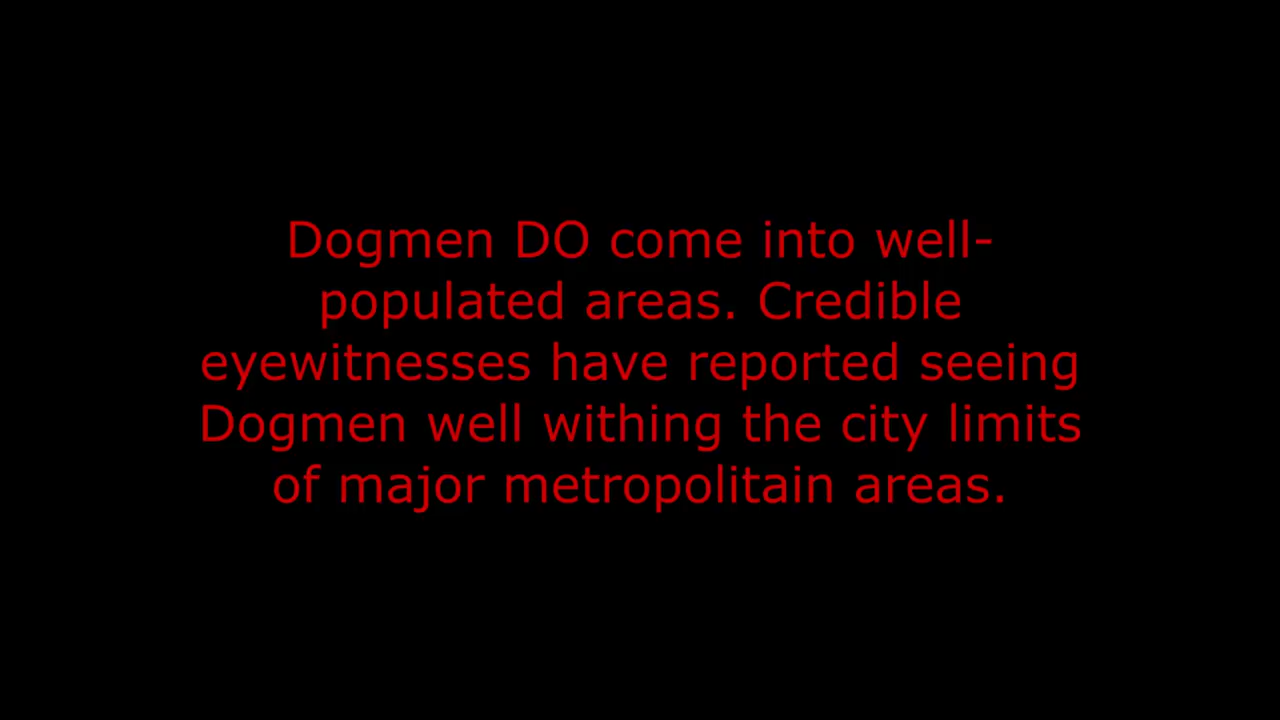 Dogmen DO come into well-
populated areas. Credible
eyewitnesses have reported seeing
Dogmen well withing the city limits
of major metropolitain areas.